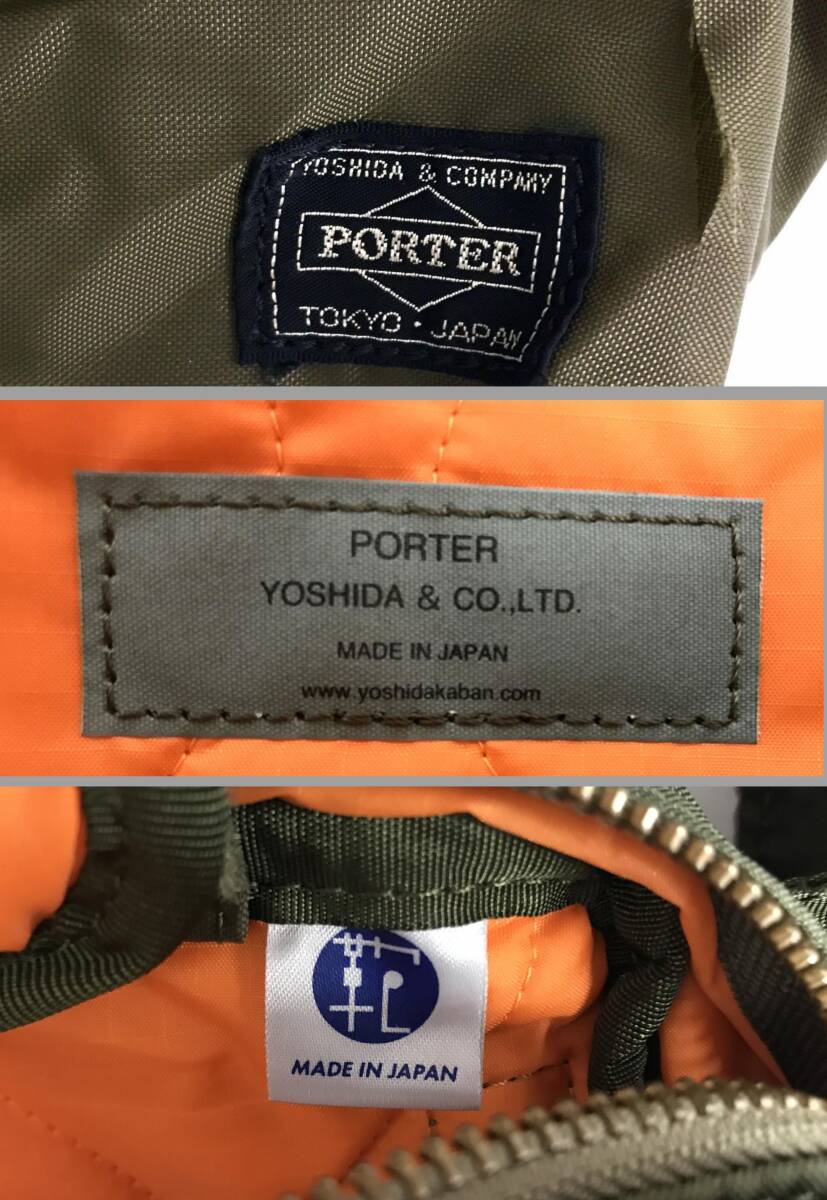 YOSHIDA & COMPANY
PORTER
TOKYO · JAPAN
PORTER
YOSHIDA & CO.,LTD.
MADE IN JAPAN
www.yoshidakaban.com
MADE IN JAPAN